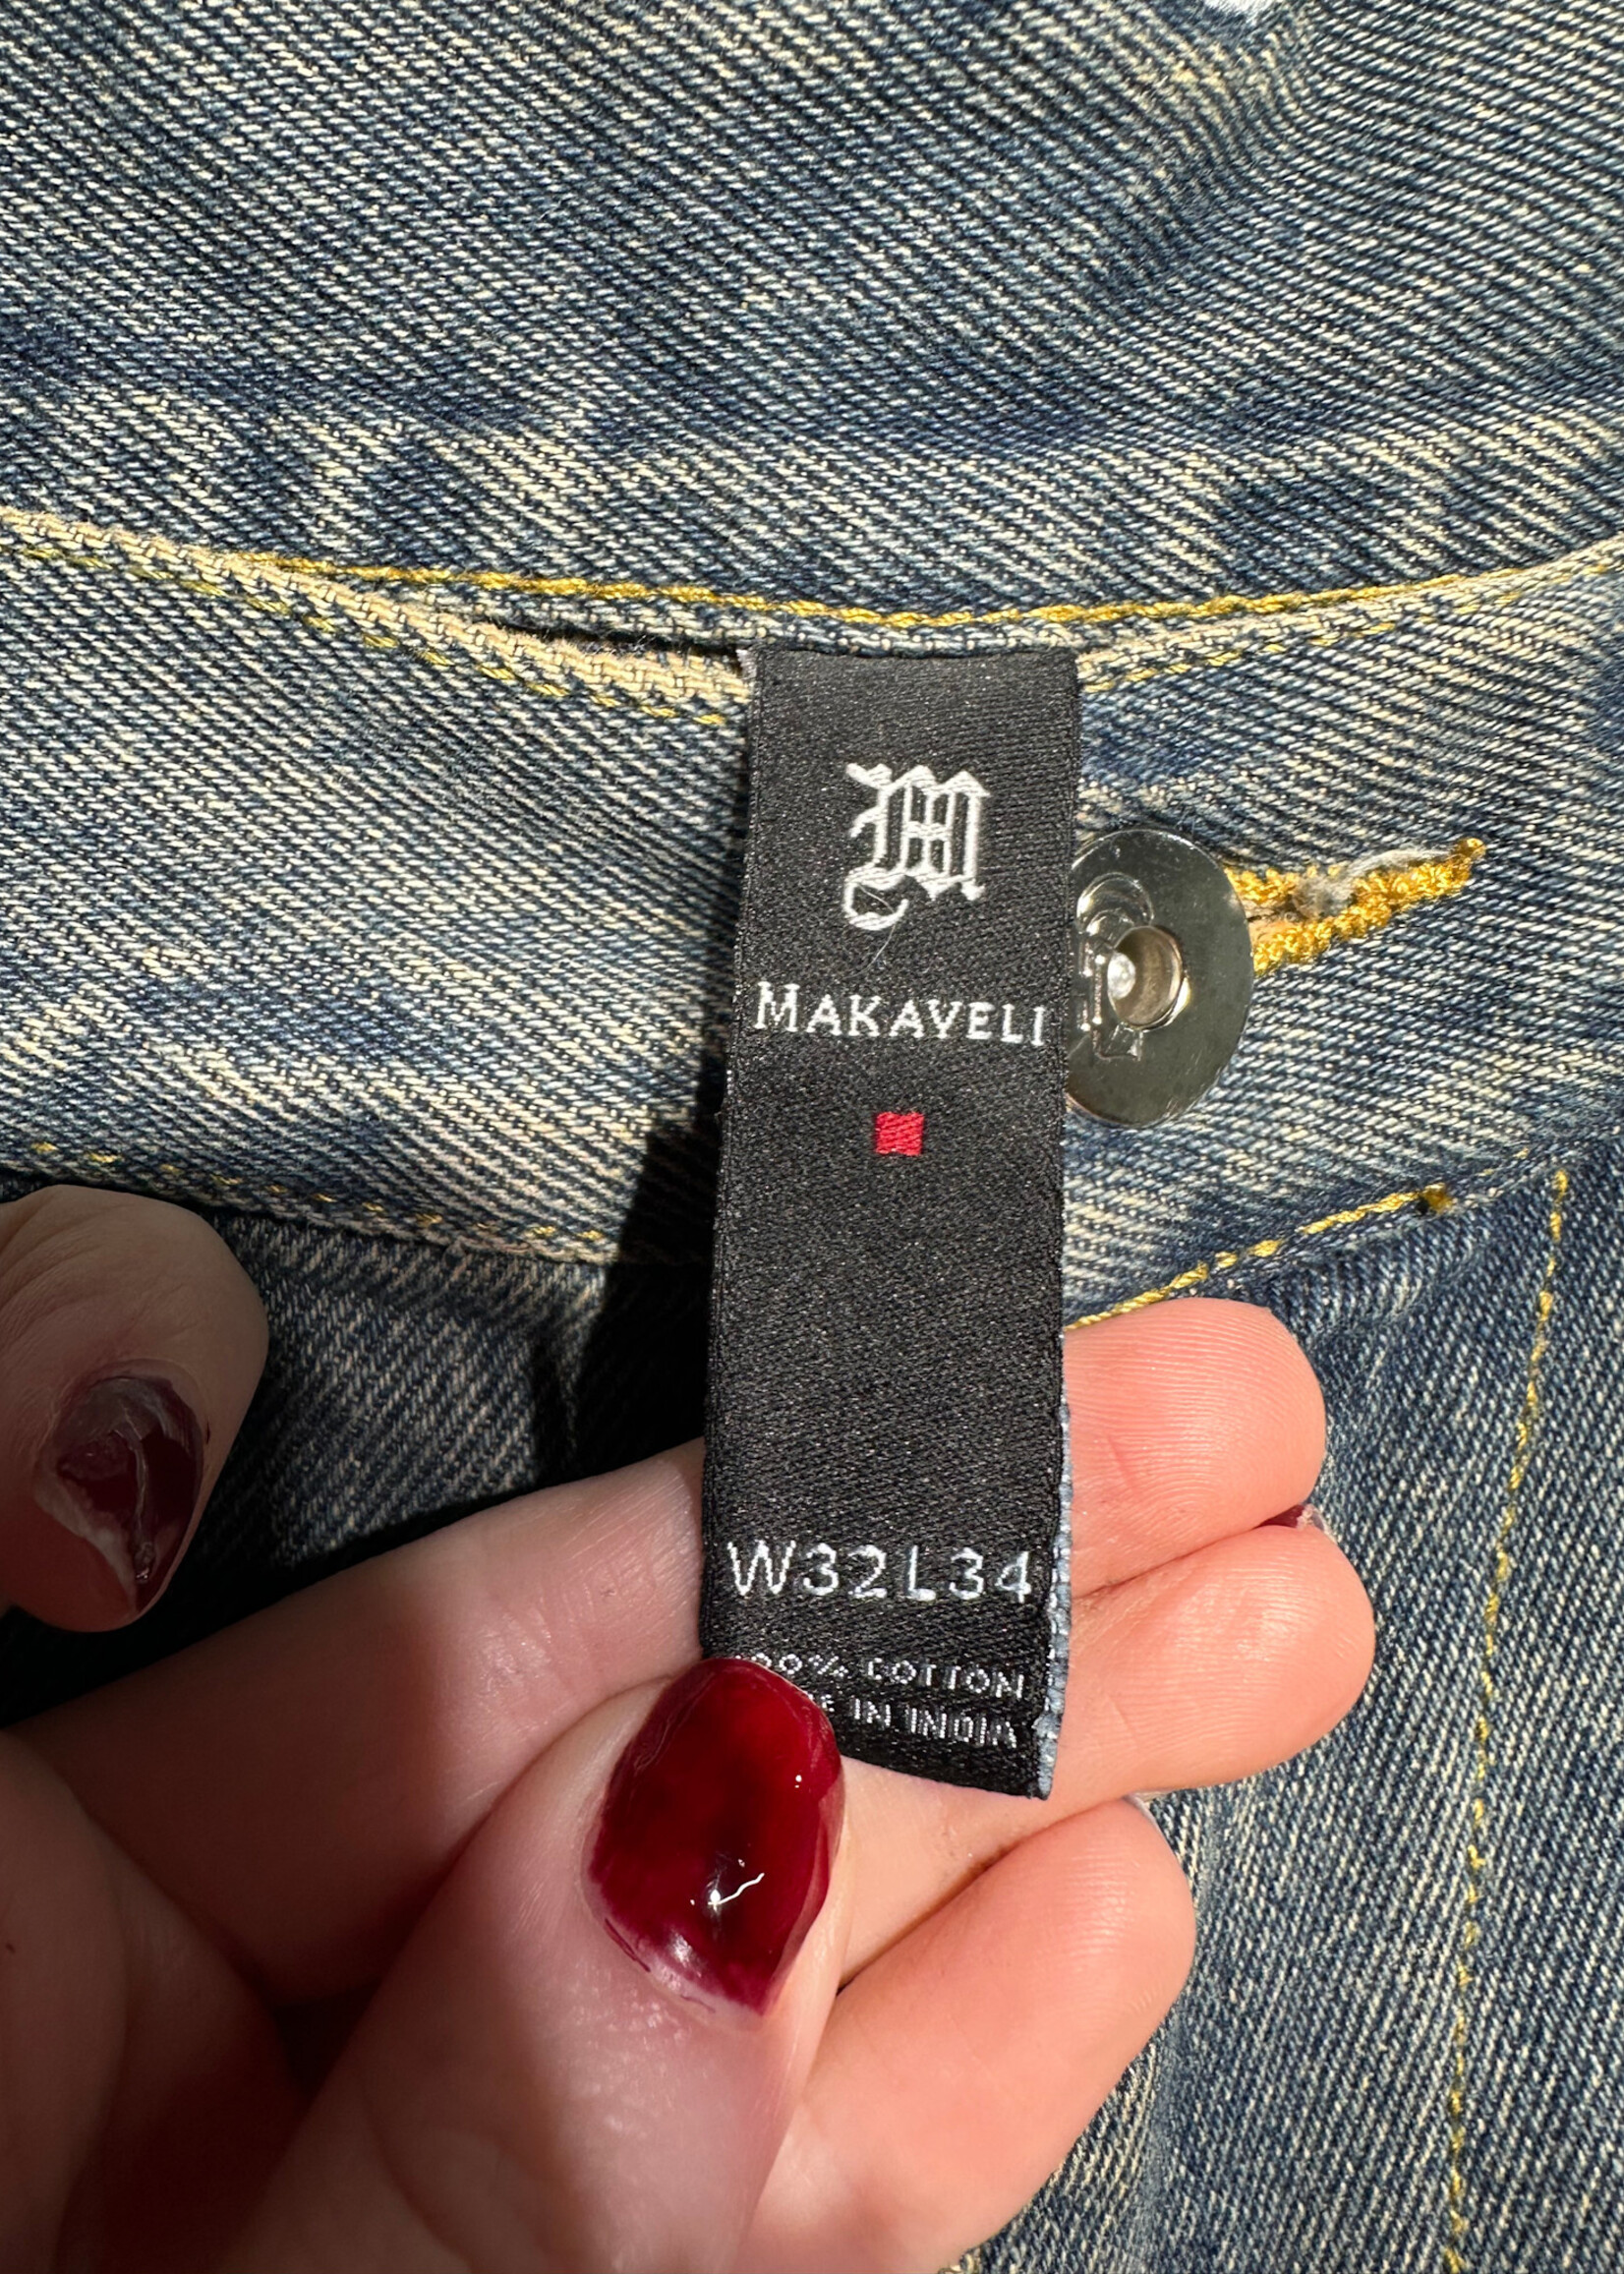 M
MAKAVELI
W32L34
COTTON
IN INDIA